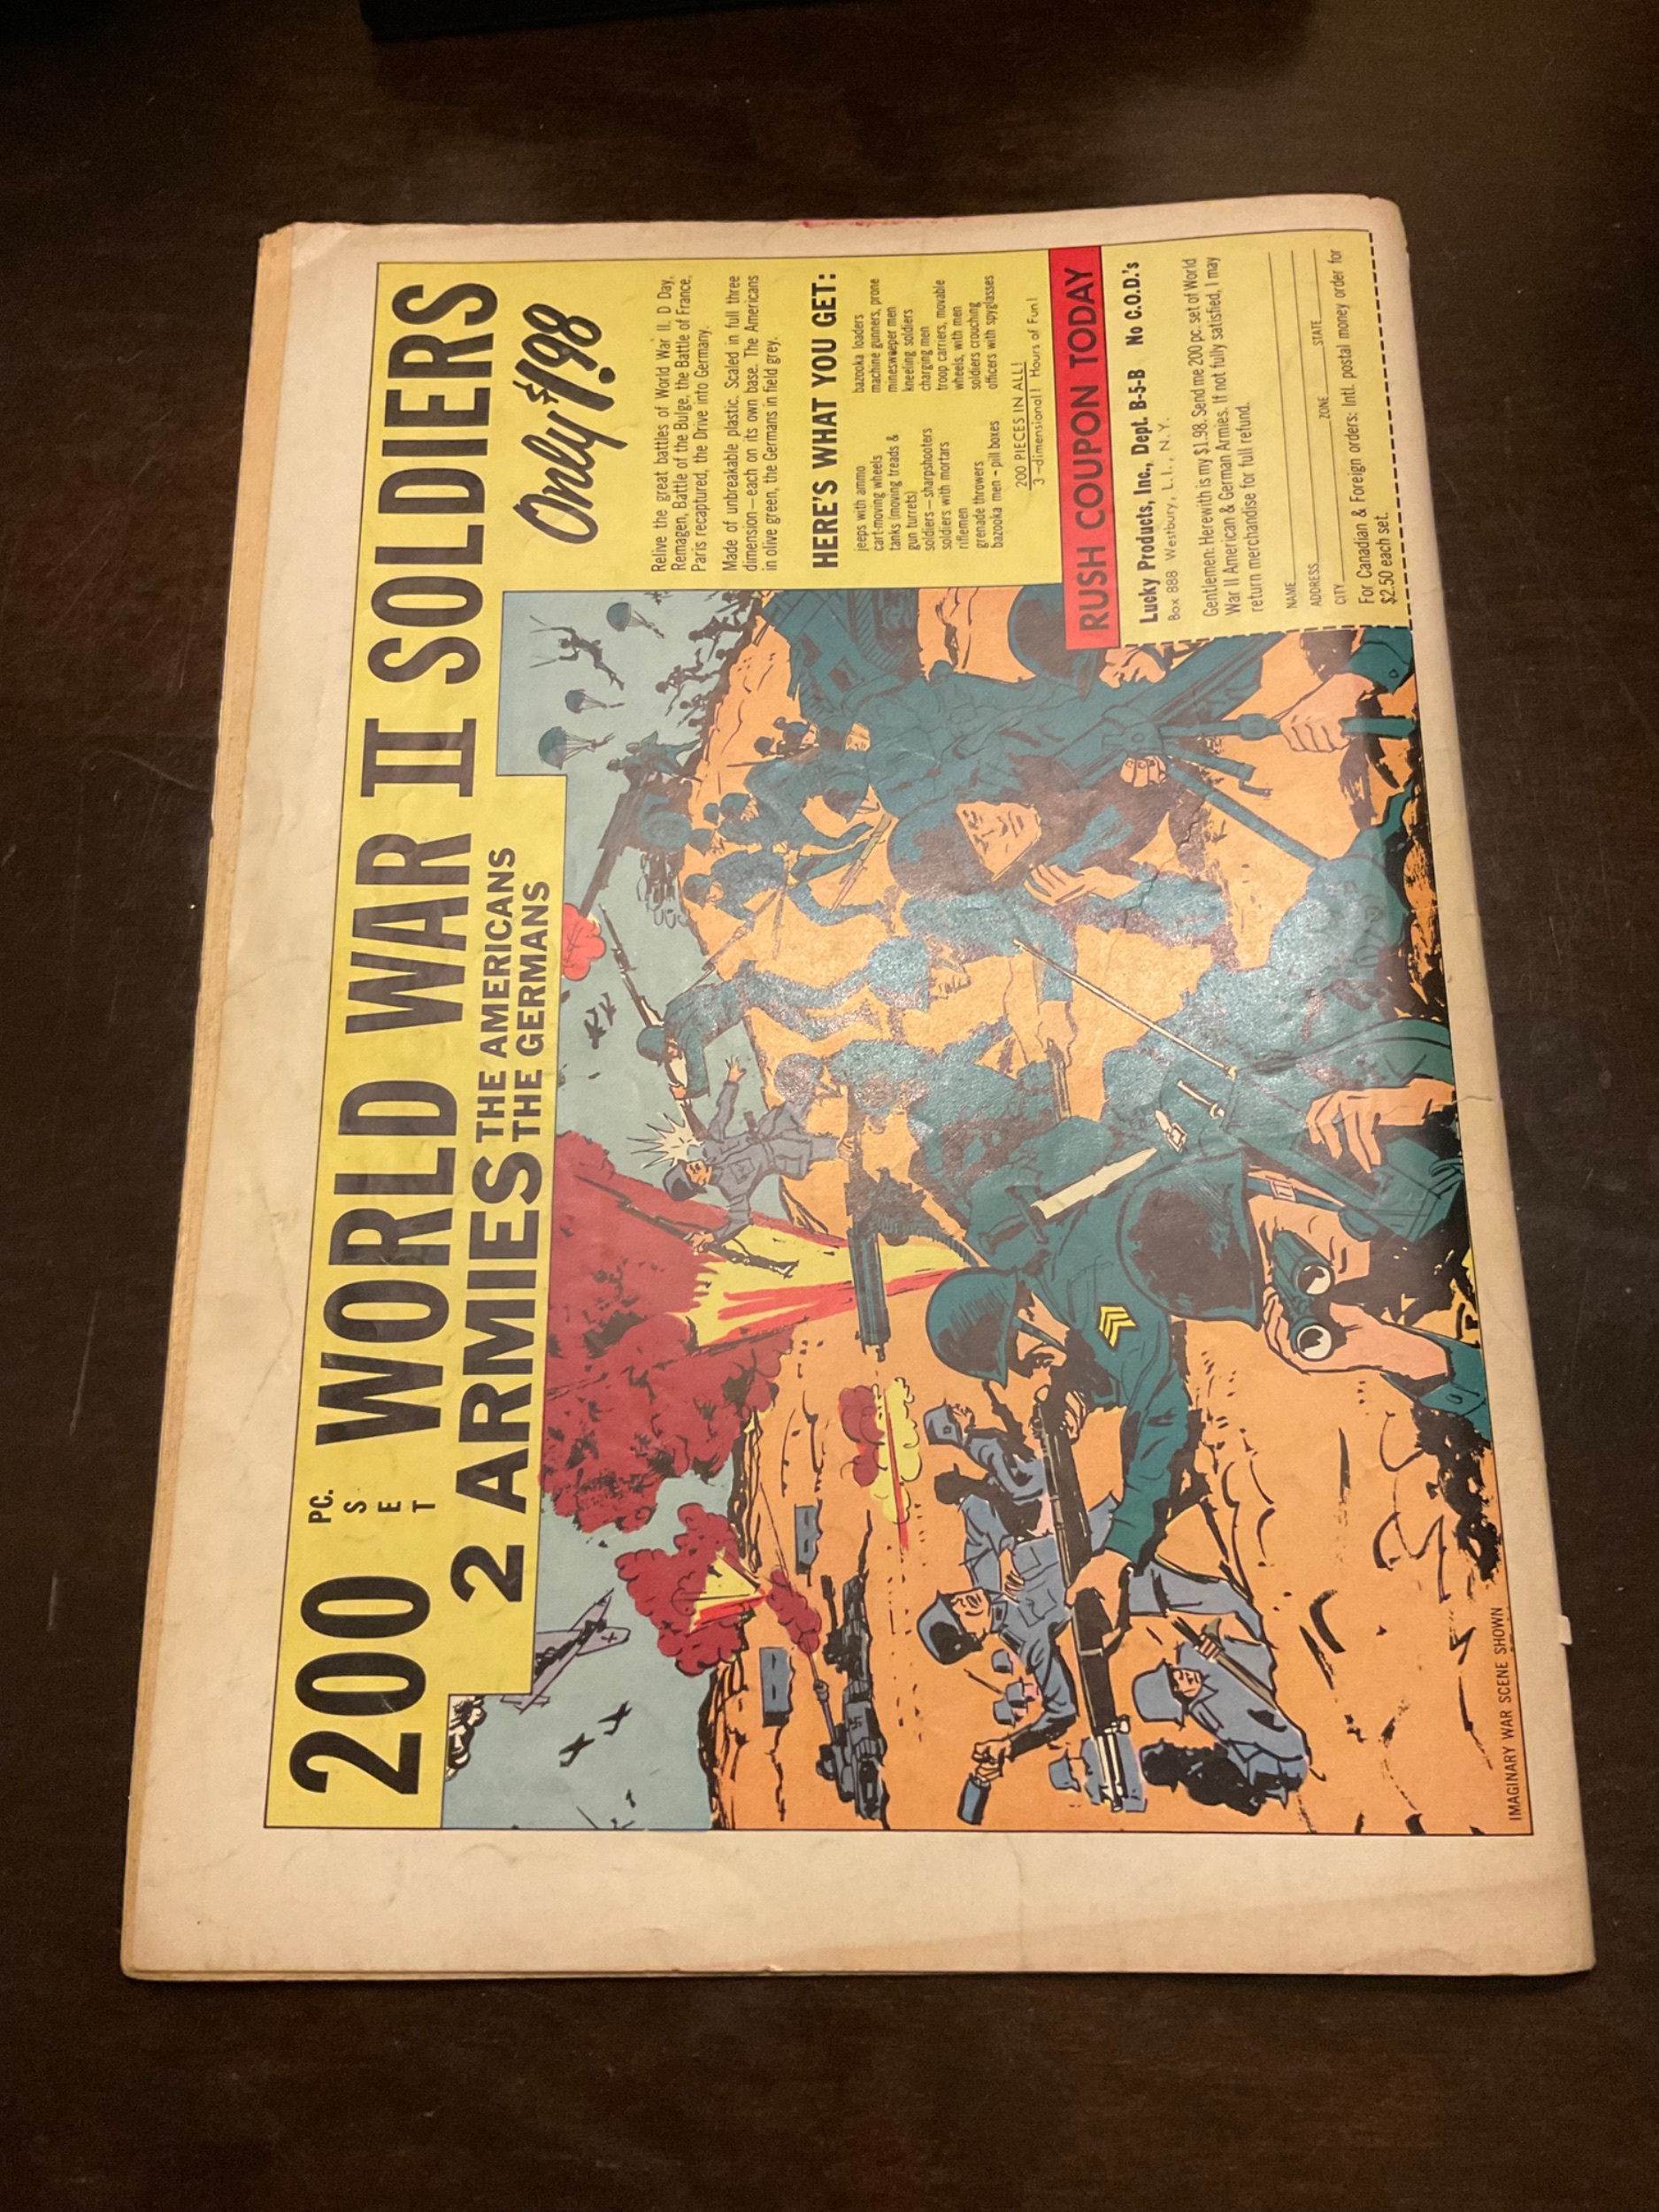 200 PC. SET WORLD WAR II SOLDIERS
2 ARMIES THE AMERICANS
THE GERMANS
Only $1.98
Relive the great battles of World War II. D Day,
Remagen, Battle of the Bulge, the Battle of France,
Paris recaptured, the Drive into Germany.
Made of unbreakable plastic. Scaled in full three
dimension—each on its own base. The Americans
in olive green, the Germans in field grey.
HERE'S WHAT YOU GET:
jeeps with ammo
cart-moving wheels
tanks (moving treads &
gun turrets)
soldiers—sharpshooters
soldiers with mortars
riflemen
grenade throwers
bazooka men - pill boxes
bazooka loaders
machine gunners, prone
minesweeper men
kneeling soldiers
charging men
troop carriers, movable
wheels, with men
soldiers crouching
officers with spyglasses
200 PIECES IN ALL!
3-dimensional! Hours of Fun!
RUSH COUPON TODAY
Lucky Products, Inc., Dept. B-5-B No C.O.D.'s
Box 888 Westbury, L.I., N.Y.
Gentlemen: Herewith is my $1.98. Send me 200 pc. set of World
War II American & German Armies. If not fully satisfied, I may
return merchandise for full refund.
NAME
ADDRESS
CITY ZONE STATE
For Canadian & Foreign orders: Intl. postal money order for
$2.50 each set.
IMAGINARY WAR SCENE SHOWN